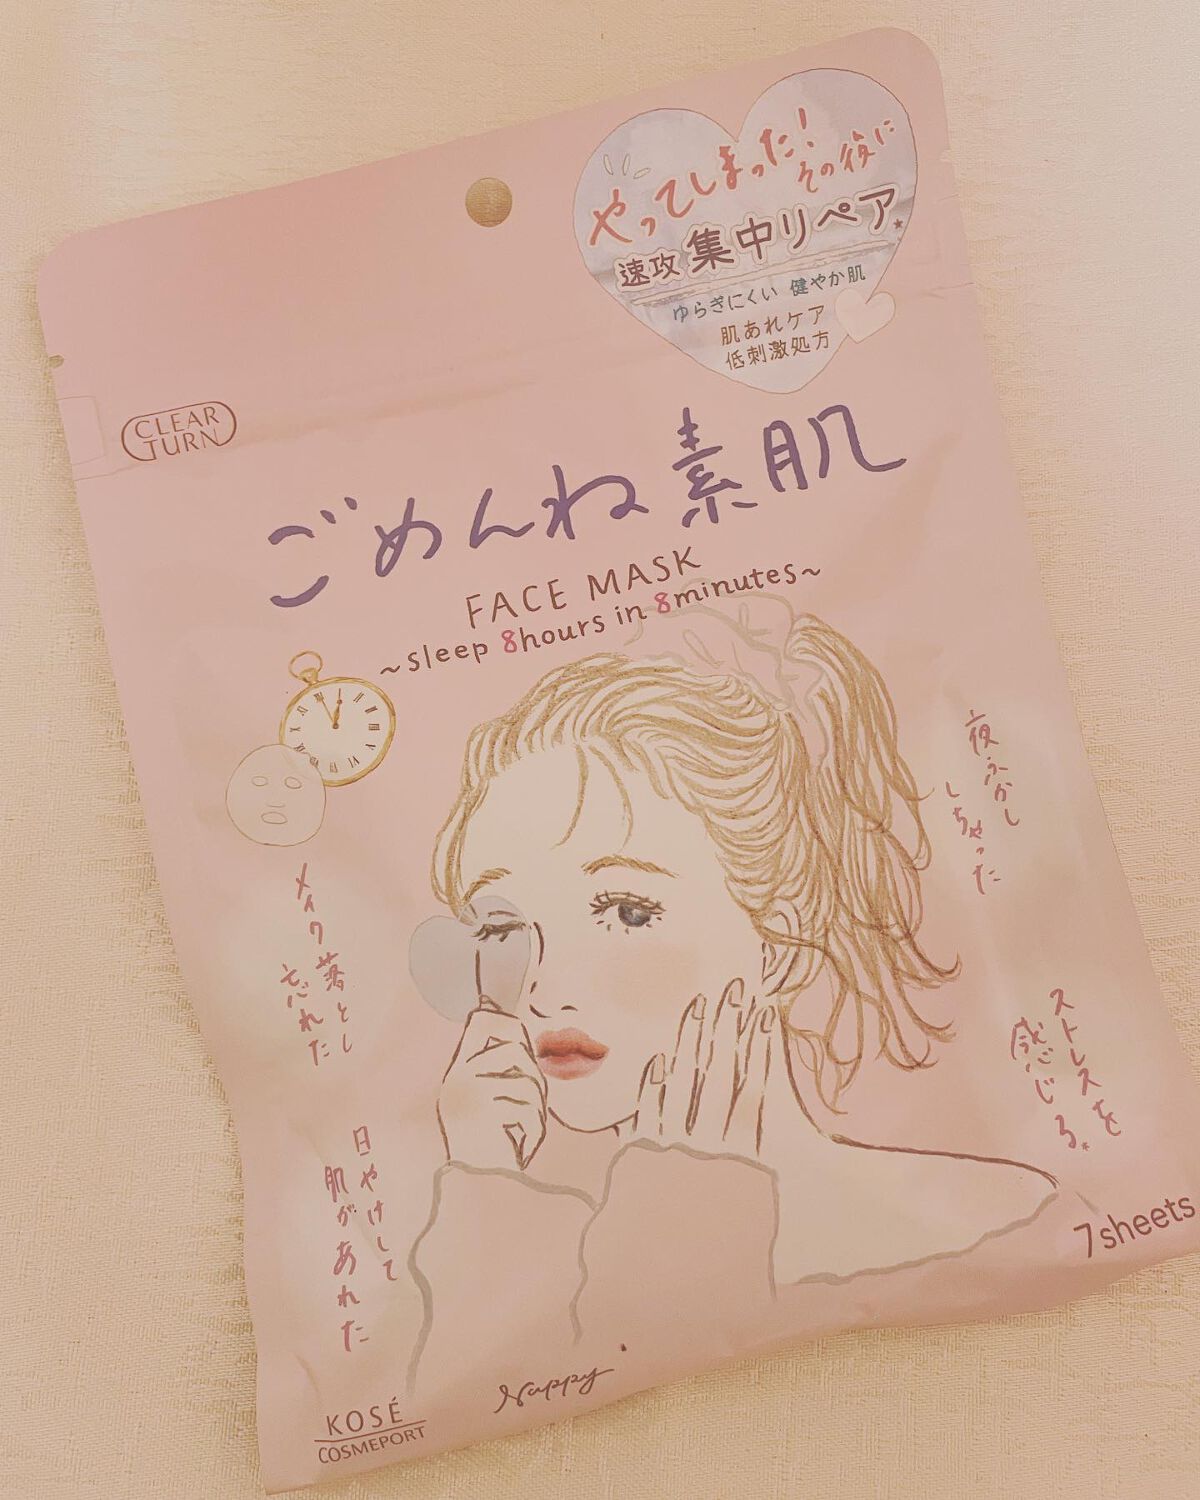 やってしまった！
その後に
速攻 集中リペア*
ゆらぎにくい 健やか肌
肌あれケア
低刺激処方
CLEAR
TURN
ごめんね素肌
FACE MASK
~sleep 8hours in 8minutes~
夜ふかし
しちゃった
メイク落とし
忘れた
ストレスを
感じる*
日やけして
肌があれた
7sheets
Nappy
KOSÉ
COSMEPORT